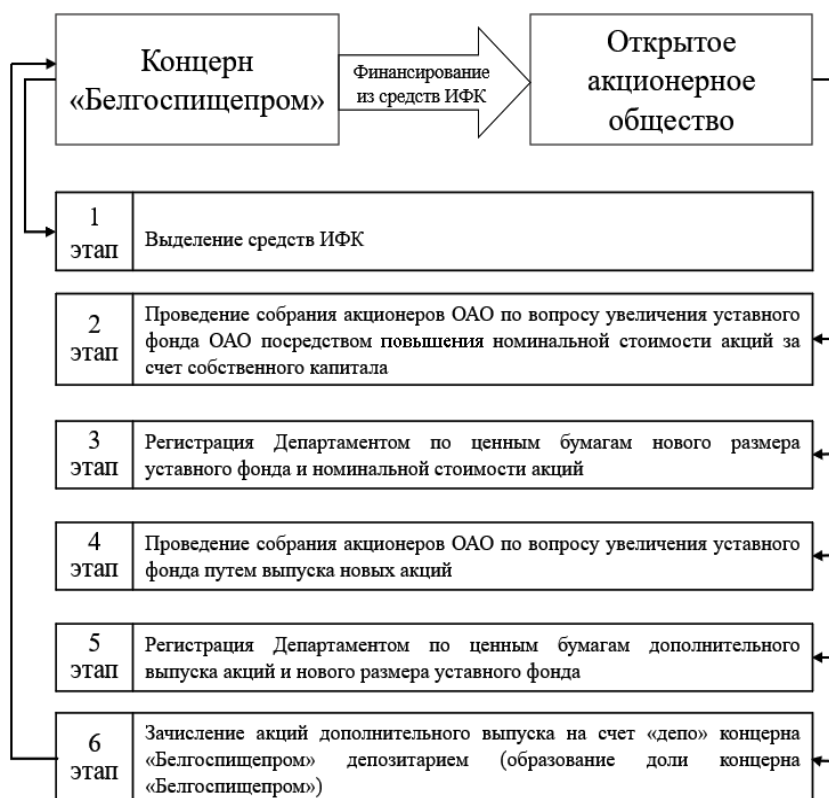 Концерн
«Белгоспищепром»
Финансирование
из средств ИФК
Открытое
акционерное
общество
1
этап
Выделение средств ИФК
2
этап
Проведение собрания акционеров ОАО по вопросу увеличения уставного
фонда ОАО посредством повышения номинальной стоимости акций за
счет собственного капитала
3
этап
Регистрация Департаментом по ценным бумагам нового размера
уставного фонда и номинальной стоимости акций
4
этап
Проведение собрания акционеров ОАО по вопросу увеличения уставного
фонда путем выпуска новых акций
5
этап
Регистрация Департаментом по ценным бумагам дополнительного
выпуска акций и нового размера уставного фонда
6
этап
Зачисление акций дополнительного выпуска на счет «депо» концерна
«Белгоспищепром» депозитарием (образование доли концерна
«Белгоспищепром»)